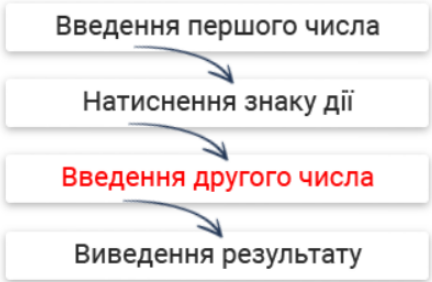 Введення першого числа
Натиснення знаку дії
Введення другого числа
Виведення результату